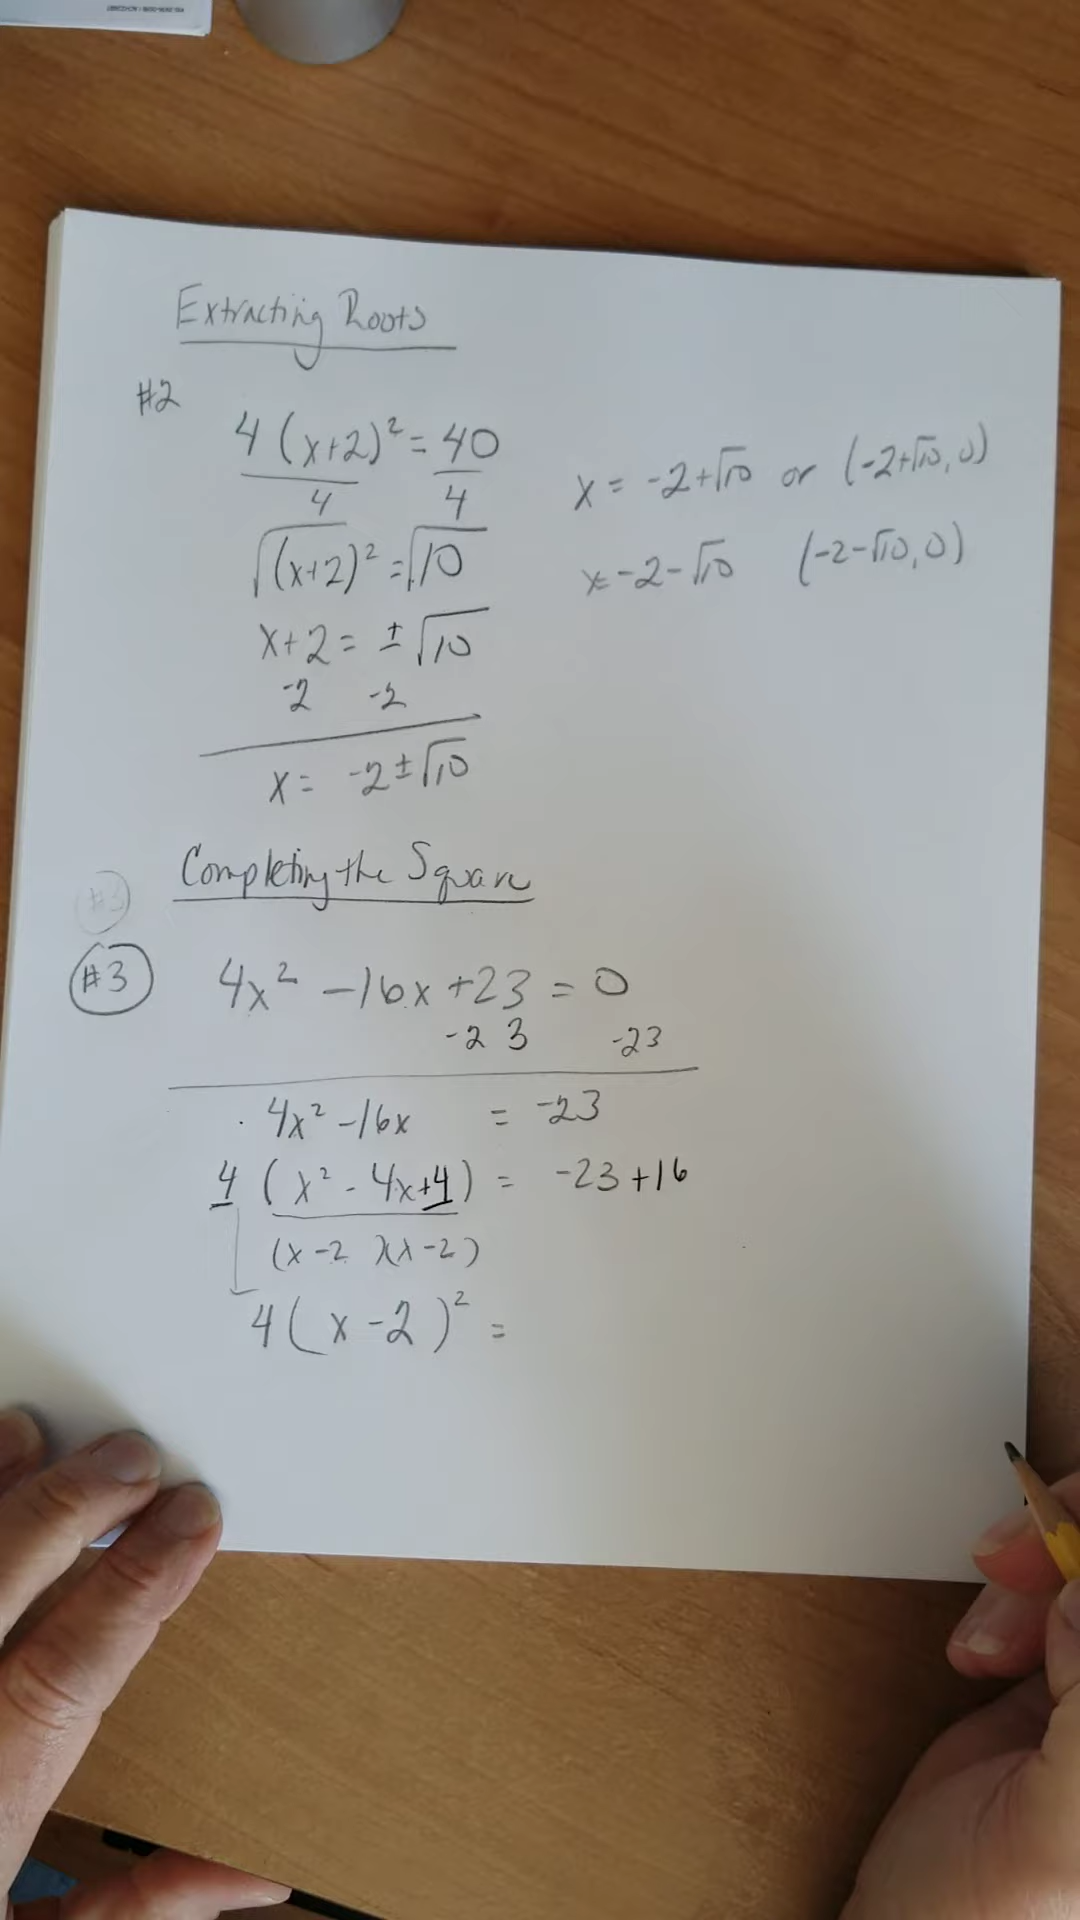 Extracting Roots
#2
4(x+2)² = 40
4 4
√(x+2)² = √10
x+2 = ±√10
-2 -2
x = -2±√10
x = -2+√10 or (-2+√10, 0)
x = -2-√10 (-2-√10, 0)
Completing the Square
#3
#3 4x² -16x +23 = 0
-23 -23
4x² -16x = -23
4 (x² - 4x+4) = -23+16
(x-2)(x-2)
4(x-2)² =